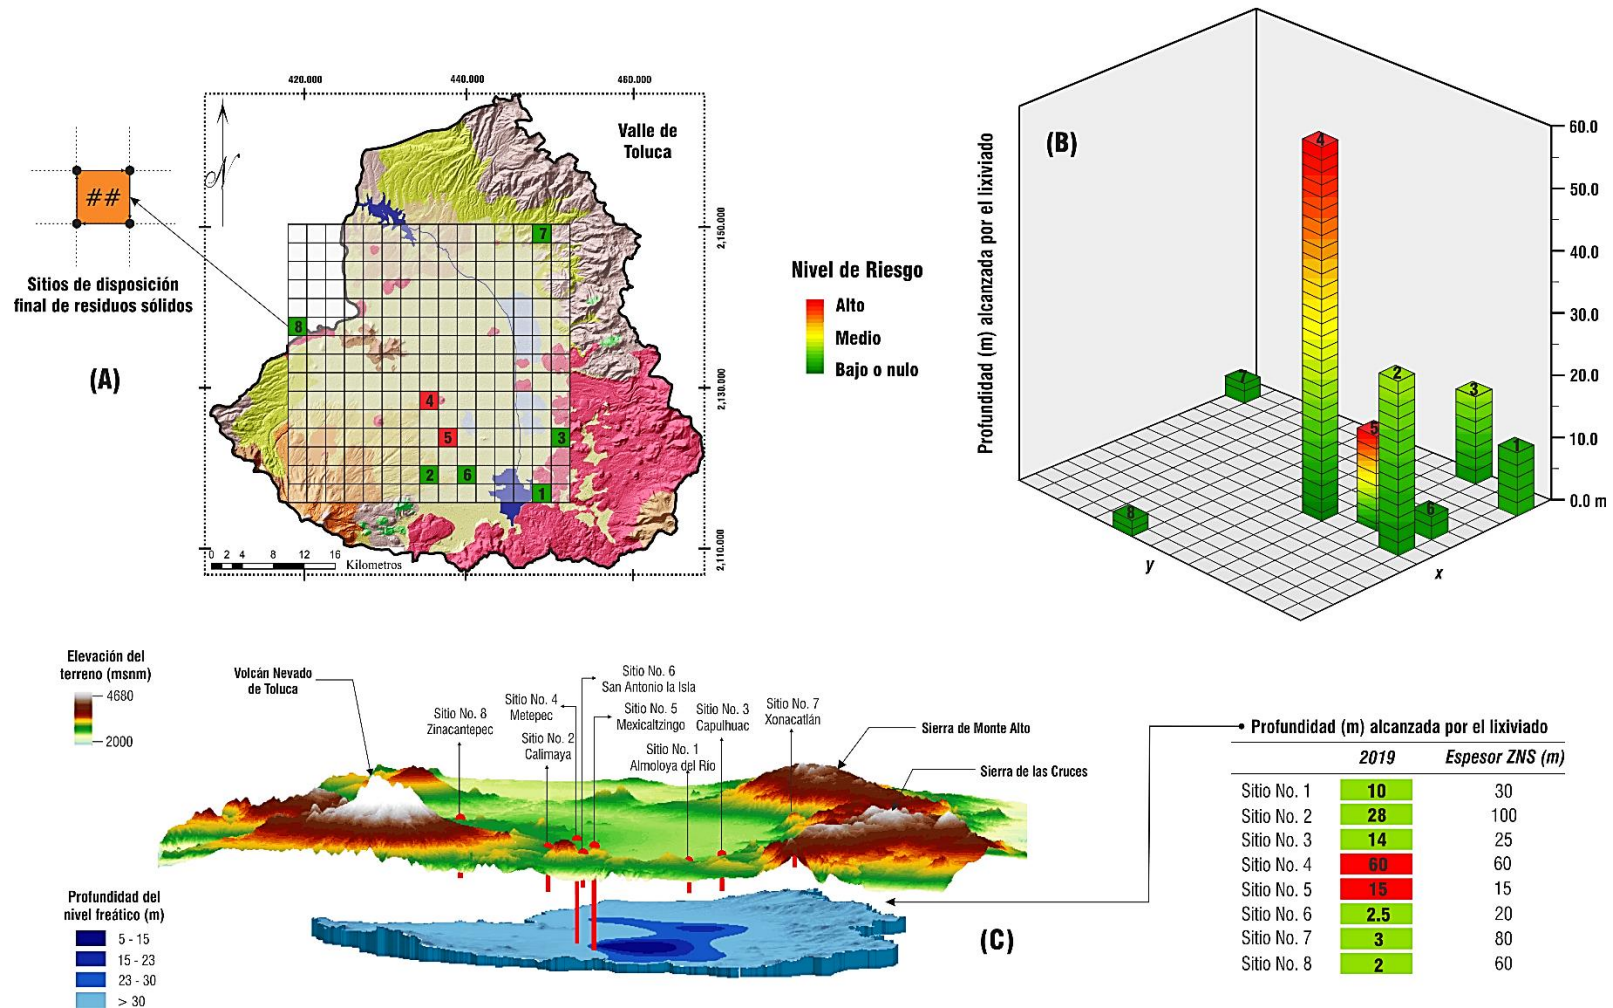 420.000 440.000 460.000
Valle de
Toluca
N
##
Sitios de disposición
final de residuos sólidos
(A)
2,150.000
2,130.000
2,110.000
7
8
4
5
3
2
6
1
0 2 4 8 12 16
Kilometros
Nivel de Riesgo
Alto
Medio
Bajo o nulo
(B)
Profundidad (m) alcanzada por el lixiviado
60.0
50.0
40.0
30.0
20.0
10.0
0.0 m
4
7
2
3
5
1
6
8
y
x
Elevación del
terreno (msnm)
4680
2000
Volcán Nevado
de Toluca
Sitio No. 8
Zinacantepec
Sitio No. 4
Metepec
Sitio No. 2
Calimaya
Sitio No. 6
San Antonio la Isla
Sitio No. 5
Mexicaltzingo
Sitio No. 1
Almoloya del Río
Sitio No. 3
Capulhuac
Sitio No. 7
Xonacatlán
Sierra de Monte Alto
Sierra de las Cruces
Profundidad del
nivel freático (m)
5 - 15
15 - 23
23 - 30
> 30
(C)
Profundidad (m) alcanzada por el lixiviado
2019 Espesor ZNS (m)
Sitio No. 1 10 30
Sitio No. 2 28 100
Sitio No. 3 14 25
Sitio No. 4 60 60
Sitio No. 5 15 15
Sitio No. 6 2.5 20
Sitio No. 7 3 80
Sitio No. 8 2 60